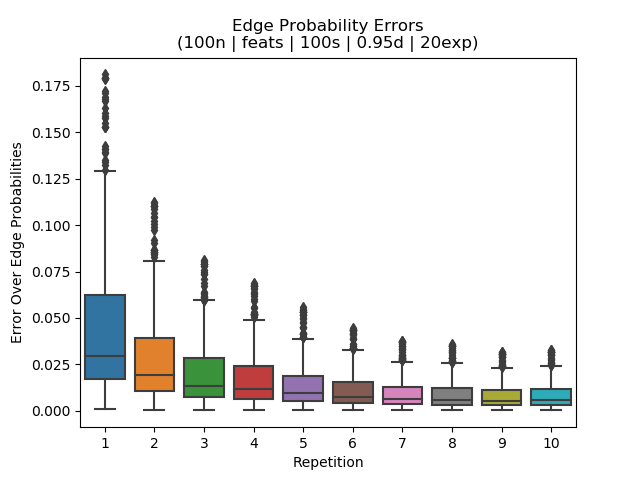 Edge Probability Errors
(100n | feats | 100s | 0.95d | 20exp)
Error Over Edge Probabilities
0.175
0.150
0.125
0.100
0.075
0.050
0.025
0.000
1 2 3 4 5 6 7 8 9 10
Repetition